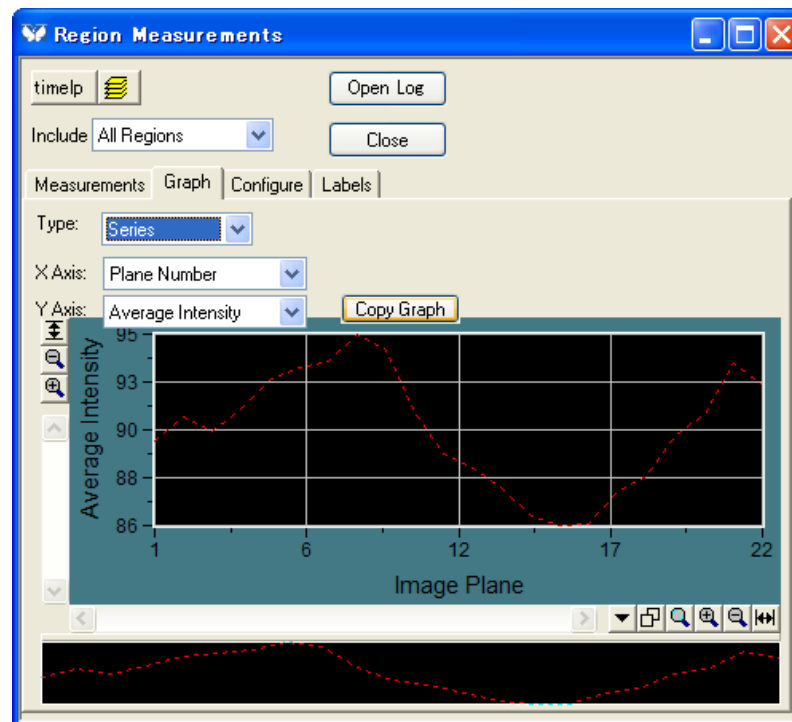 Region Measurements
timelp
Open Log
Include All Regions
Close
Measurements Graph Configure Labels
Type: Series
X Axis: Plane Number
Y Axis: Average Intensity Copy Graph
95
93
90
88
86
Average Intensity
1 6 12 17 22
Image Plane